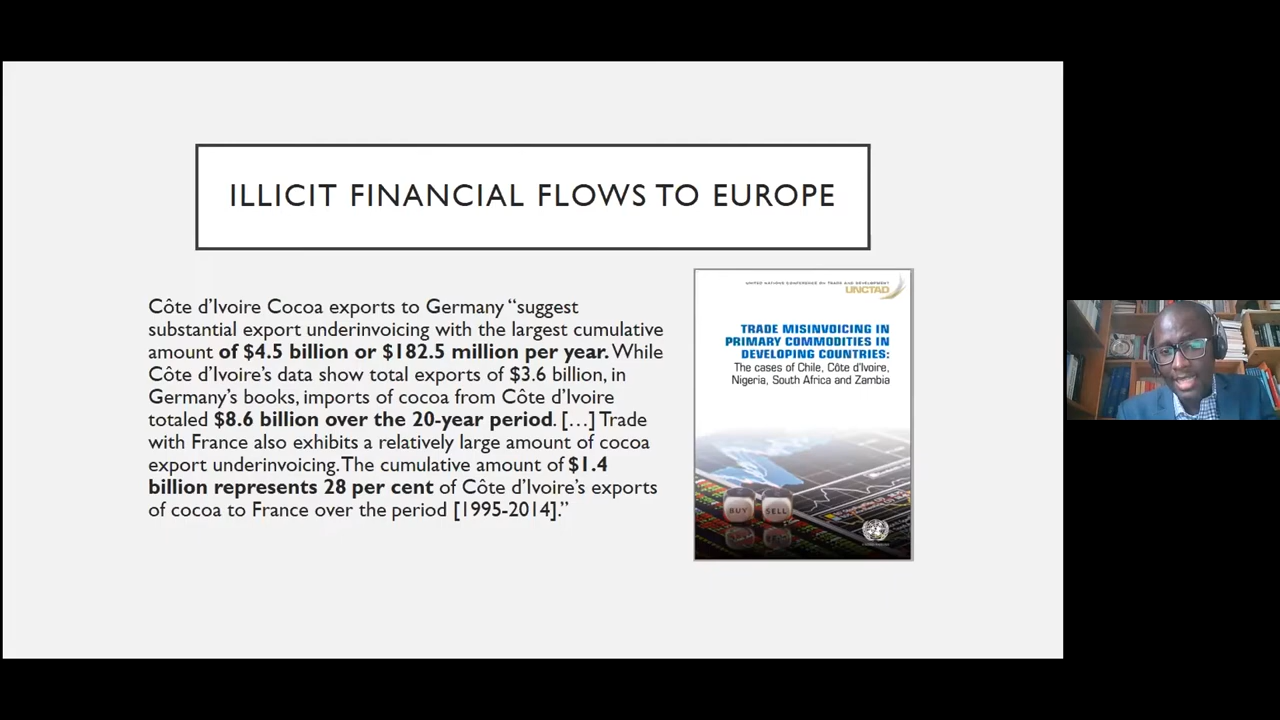 ILLICIT FINANCIAL FLOWS TO EUROPE
Côte d'Ivoire Cocoa exports to Germany “suggest
substantial export underinvoicing with the largest cumulative
amount of $4.5 billion or $182.5 million per year. While
Côte d'Ivoire's data show total exports of $3.6 billion, in
Germany's books, imports of cocoa from Côte d'Ivoire
totaled $8.6 billion over the 20-year period. […] Trade
with France also exhibits a relatively large amount of cocoa
export underinvoicing. The cumulative amount of $1.4
billion represents 28 per cent of Côte d'Ivoire's exports
of cocoa to France over the period [1995-2014].”
UNITED NATIONS CONFERENCE ON TRADE AND DEVELOPMENT
UNCTAD
TRADE MISINVOICING IN
PRIMARY COMMODITIES IN
DEVELOPING COUNTRIES:
The cases of Chile, Côte d'Ivoire,
Nigeria, South Africa and Zambia
BUY SELL